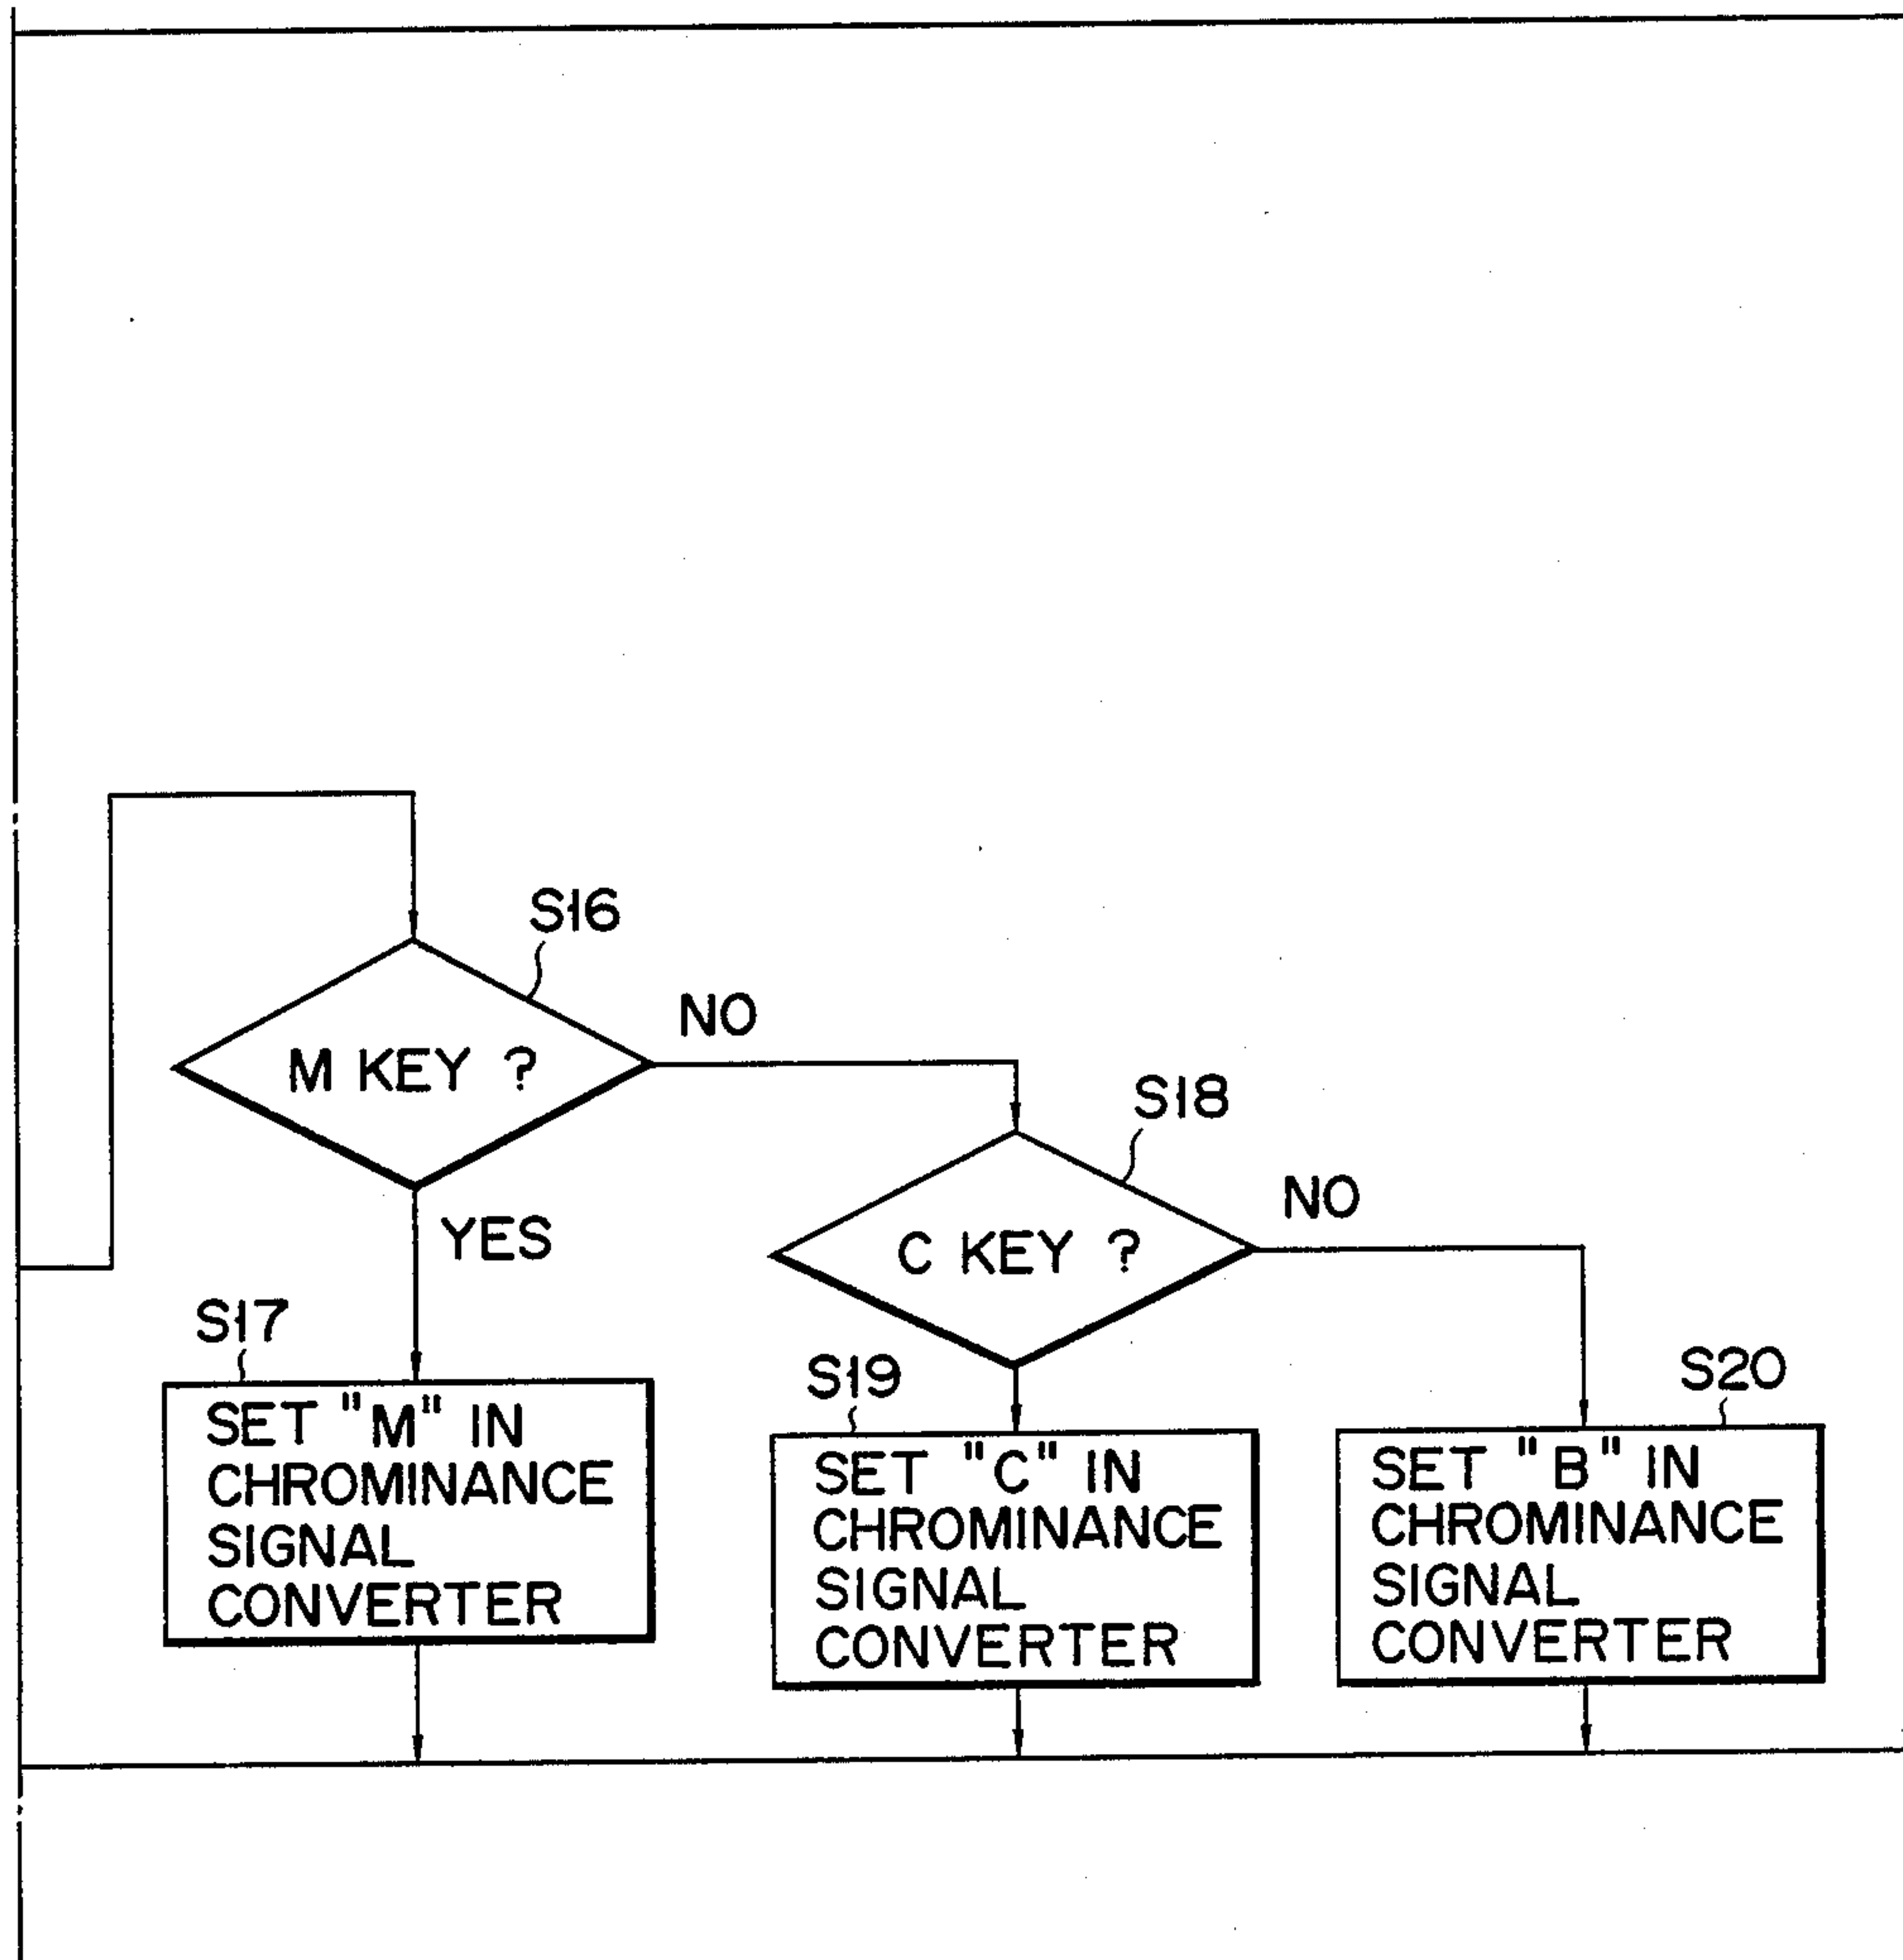 S16
M KEY ?
NO
YES
S18
C KEY ?
NO
S17
SET "M" IN
CHROMINANCE
SIGNAL
CONVERTER
S19
SET "C" IN
CHROMINANCE
SIGNAL
CONVERTER
S20
SET "B" IN
CHROMINANCE
SIGNAL
CONVERTER